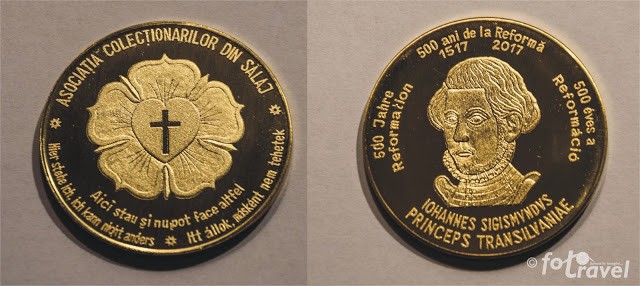 ASOCIAȚIA COLECȚIONARILOR DIN SĂLAJ
Hier stehe ich, ich kann nicht anders
Aici stau și nu pot face altfel
Itt állok, másként nem tehetek
500 ani de la Reformă
1517 2017
500 Jahre
Reformation
500 éves a
Reformáció
IOHANNES SIGISMVNDVS
PRINCEPS TRANSILVANIAE
© fototravel